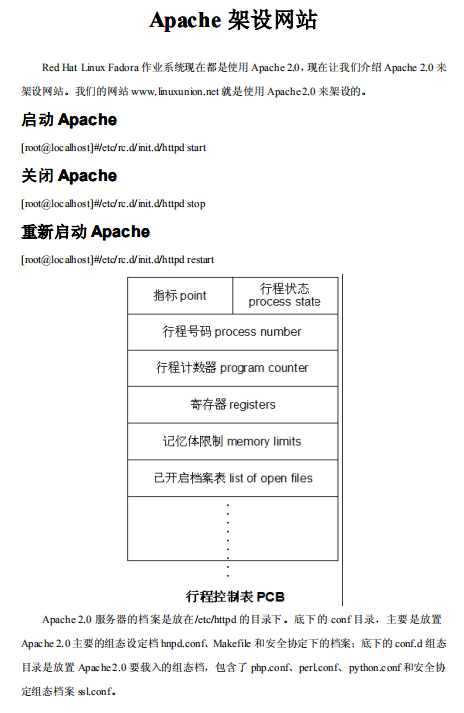 Apache 架设网站
Red Hat Linux Fadora 作业系统现在都是使用 Apache 2.0，现在让我们介绍 Apache 2.0 来
架设网站。我们的网站 www.linuxunion.net 就是使用 Apache 2.0 来架设的。
启动 Apache
[root@localhost]#/etc/rc.d/init.d/httpd start
关闭 Apache
[root@localhost]#/etc/rc.d/init.d/httpd stop
重新启动 Apache
[root@localhost]#/etc/rc.d/init.d/httpd restart
指标 point
行程状态
process state
行程号码 process number
行程计数器 program counter
寄存器 registers
记忆体限制 memory limits
己开启档案表 list of open files
行程控制表 PCB
Apache 2.0 服务器的档案是放在/etc/httpd 的目录下。底下的 conf 目录，主要是放置
Apache 2.0 主要的组态设定档 hnpd.conf、Makefile 和安全协定下的档案；底下的 conf.d 组态
目录是放置 Apache 2.0 要载入的组态档，包含了 php.conf、perl.conf、python.conf 和安全协
定组态档案 ssl.conf。